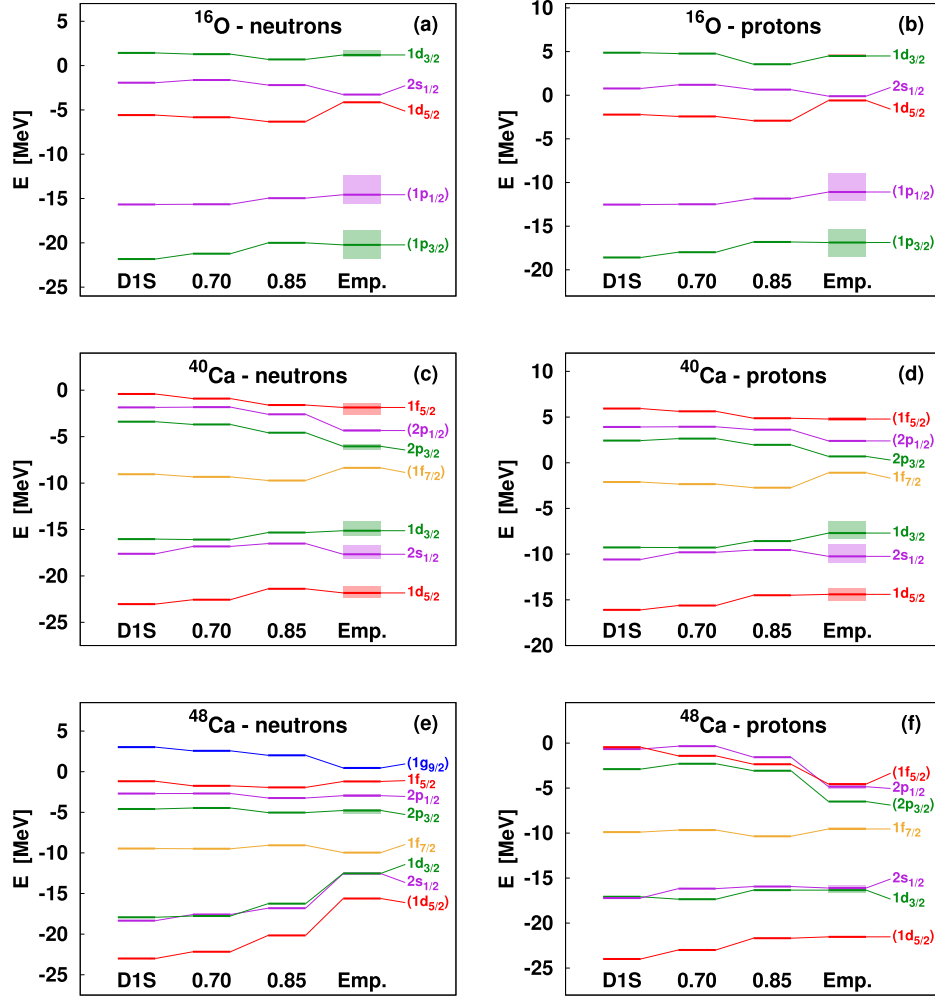 ¹⁶O - neutrons (a)
E [MeV]
5
0
-5
-10
-15
-20
-25
1d₃/₂
2s₁/₂
1d₅/₂
(1p₁/₂)
(1p₃/₂)
D1S 0.70 0.85 Emp.
¹⁶O - protons (b)
E [MeV]
10
5
0
-5
-10
-15
-20
1d₃/₂
2s₁/₂
1d₅/₂
(1p₁/₂)
(1p₃/₂)
D1S 0.70 0.85 Emp.
⁴⁰Ca - neutrons (c)
E [MeV]
0
-5
-10
-15
-20
-25
1f₅/₂
(2p₁/₂)
2p₃/₂
(1f₇/₂)
1d₃/₂
2s₁/₂
1d₅/₂
D1S 0.70 0.85 Emp.
⁴⁰Ca - protons (d)
E [MeV]
10
5
0
-5
-10
-15
-20
(1f₅/₂)
(2p₁/₂)
2p₃/₂
1f₇/₂
1d₃/₂
2s₁/₂
1d₅/₂
D1S 0.70 0.85 Emp.
⁴⁸Ca - neutrons (e)
E [MeV]
5
0
-5
-10
-15
-20
-25
(1g₉/₂)
1f₅/₂
2p₁/₂
2p₃/₂
1f₇/₂
1d₃/₂
2s₁/₂
(1d₅/₂)
D1S 0.70 0.85 Emp.
⁴⁸Ca - protons (f)
E [MeV]
0
-5
-10
-15
-20
-25
(1f₅/₂)
2p₁/₂
(2p₃/₂)
1f₇/₂
2s₁/₂
1d₃/₂
(1d₅/₂)
D1S 0.70 0.85 Emp.